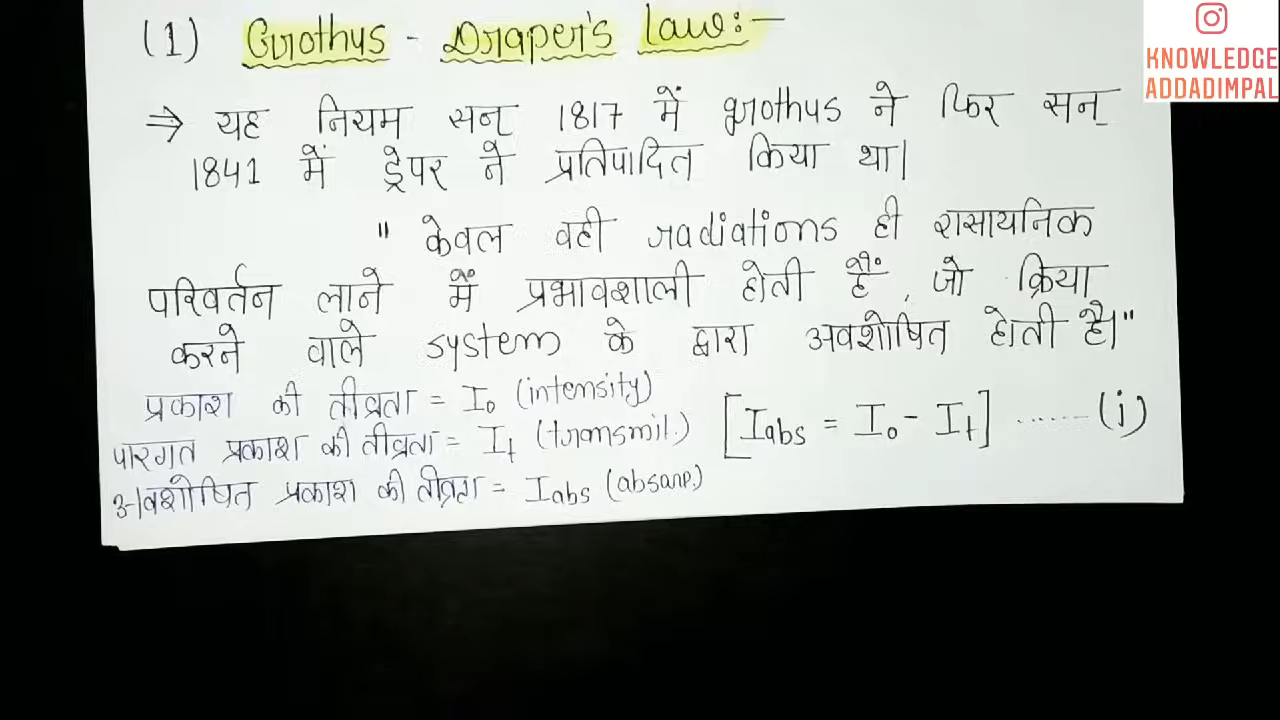 KNOWLEDGE
ADDADIMPAL
(1) Grothus - Draper's law:-
⇒ यह नियम सन् 1817 में grothus ने फिर सन्
1841 में ड्रेपर ने प्रतिपादित किया था।
" केवल वही radiations ही रासायनिक
परिवर्तन लाने में प्रभावशाली होती हैं, जो क्रिया
करने वाले system के द्वारा अवशोषित होती है।"
प्रकाश की तीव्रता = I₀ (intensity)
पारगत प्रकाश की तीव्रता = It (transmit.)
[Iabs = I₀ - It] ...... (i)
अवशोषित प्रकाश की तीव्रता = Iabs